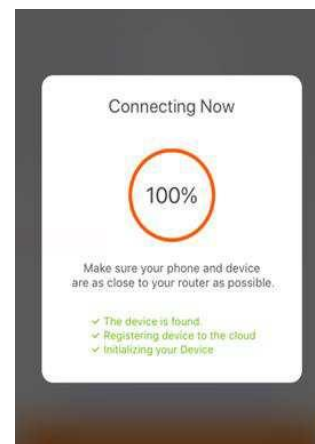 Connecting Now
100%
Make sure your phone and device
are as close to your router as possible.
✓ The device is found.
✓ Registering device to the cloud
✓ Initializing your Device